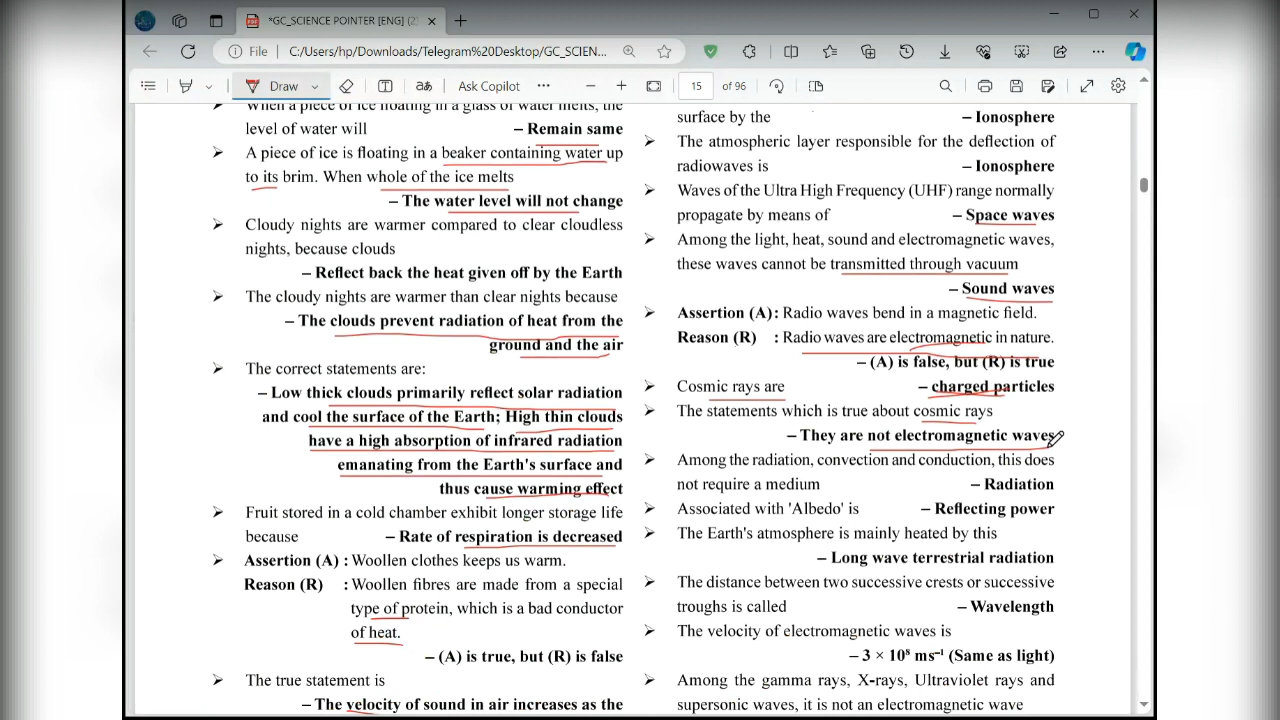 *GC_SCIENCE POINTER [ENG] (2)
File
C:/Users/hp/Downloads/Telegram%20Desktop/GC_SCIEN...
Draw
aあ
Ask Copilot
15
of 96
When a piece of ice floating in a glass of water melts, the
level of water will – Remain same
A piece of ice is floating in a beaker containing water up
to its brim. When whole of the ice melts
– The water level will not change
Cloudy nights are warmer compared to clear cloudless
nights, because clouds
– Reflect back the heat given off by the Earth
The cloudy nights are warmer than clear nights because
– The clouds prevent radiation of heat from the
ground and the air
The correct statements are:
– Low thick clouds primarily reflect solar radiation
and cool the surface of the Earth; High thin clouds
have a high absorption of infrared radiation
emanating from the Earth's surface and
thus cause warming effect
Fruit stored in a cold chamber exhibit longer storage life
because – Rate of respiration is decreased
Assertion (A) : Woollen clothes keeps us warm.
Reason (R) : Woollen fibres are made from a special
type of protein, which is a bad conductor
of heat.
– (A) is true, but (R) is false
The true statement is
– The velocity of sound in air increases as the
surface by the – Ionosphere
The atmospheric layer responsible for the deflection of
radiowaves is – Ionosphere
Waves of the Ultra High Frequency (UHF) range normally
propagate by means of – Space waves
Among the light, heat, sound and electromagnetic waves,
these waves cannot be transmitted through vacuum
– Sound waves
Assertion (A) : Radio waves bend in a magnetic field.
Reason (R) : Radio waves are electromagnetic in nature.
– (A) is false, but (R) is true
Cosmic rays are – charged particles
The statements which is true about cosmic rays
– They are not electromagnetic waves
Among the radiation, convection and conduction, this does
not require a medium – Radiation
Associated with 'Albedo' is – Reflecting power
The Earth's atmosphere is mainly heated by this
– Long wave terrestrial radiation
The distance between two successive crests or successive
troughs is called – Wavelength
The velocity of electromagnetic waves is
– 3 × 10⁸ ms⁻¹ (Same as light)
Among the gamma rays, X-rays, Ultraviolet rays and
supersonic waves, it is not an electromagnetic wave